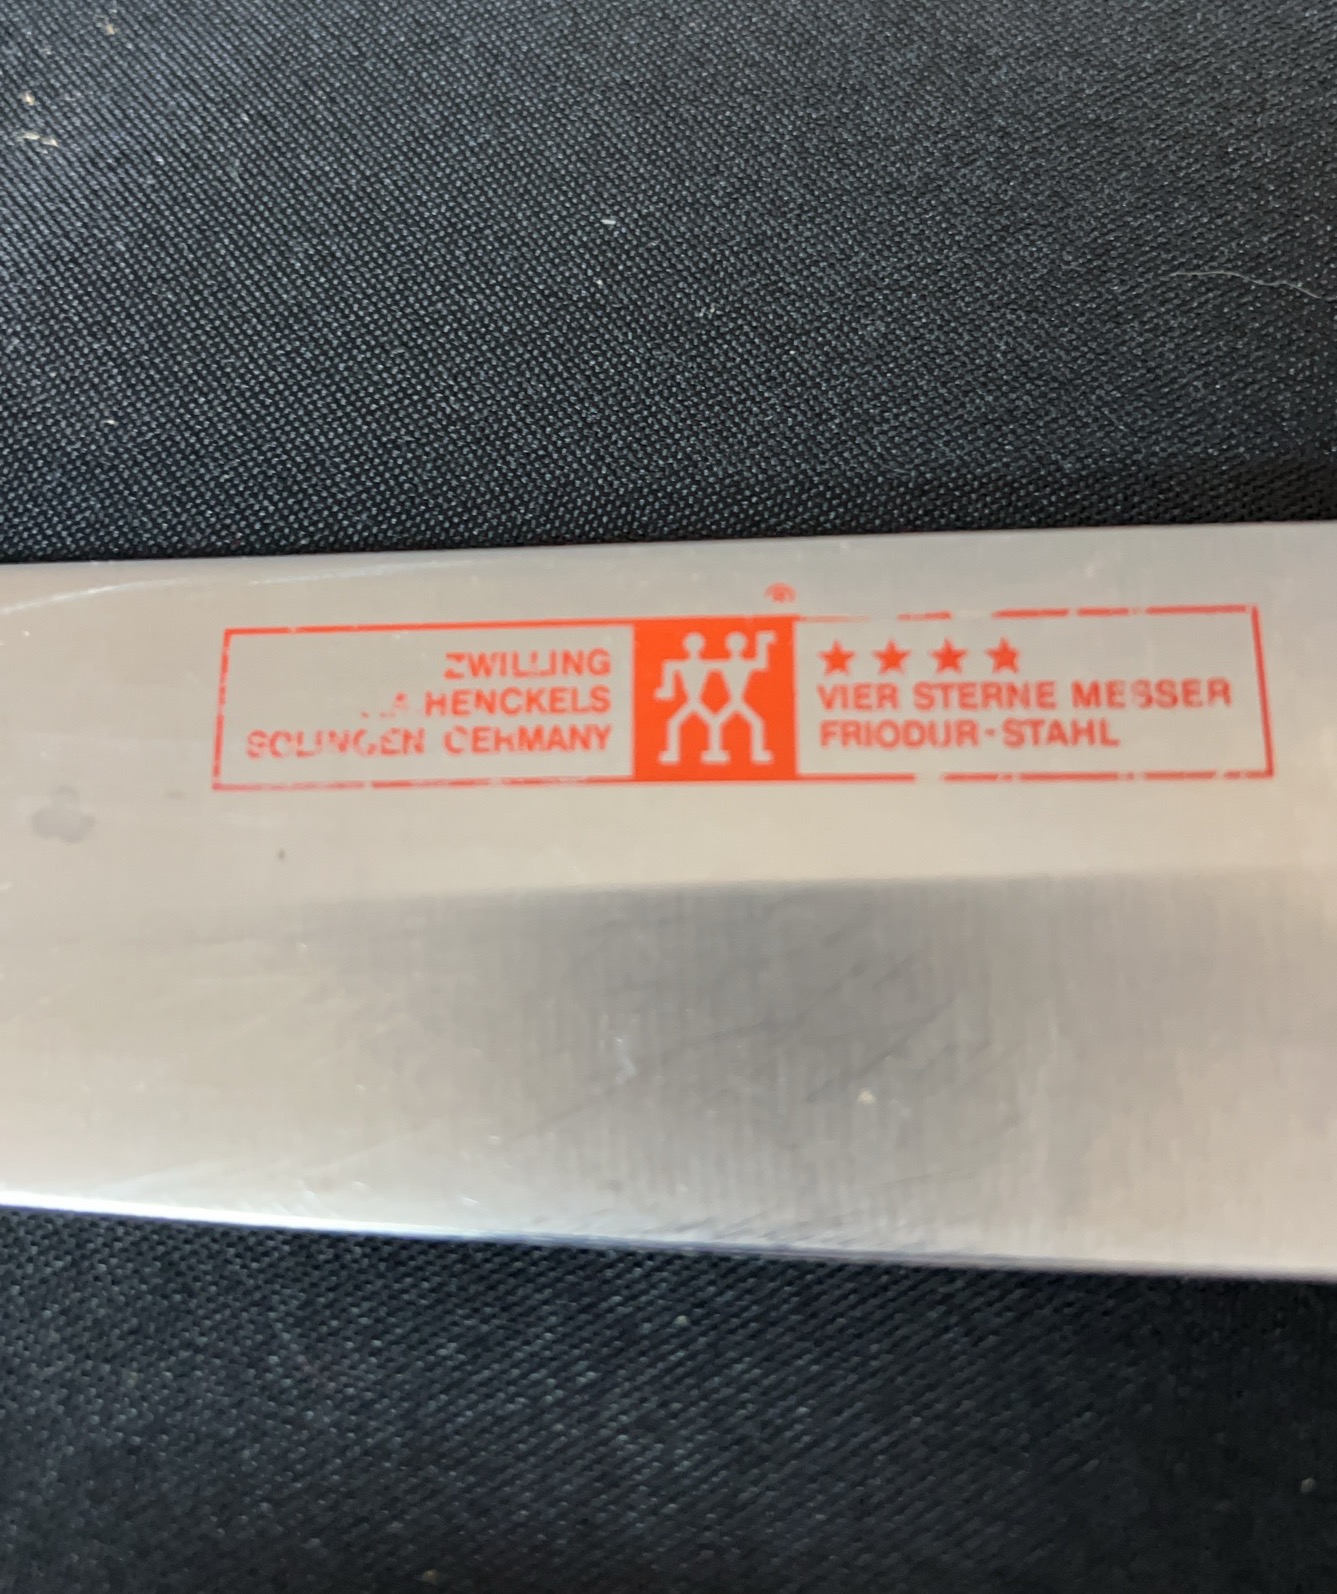 ®
ZWILLING
★★★★
J.A. HENCKELS
VIER STERNE MESSER
SOLINGEN GERMANY
FRIODUR-STAHL